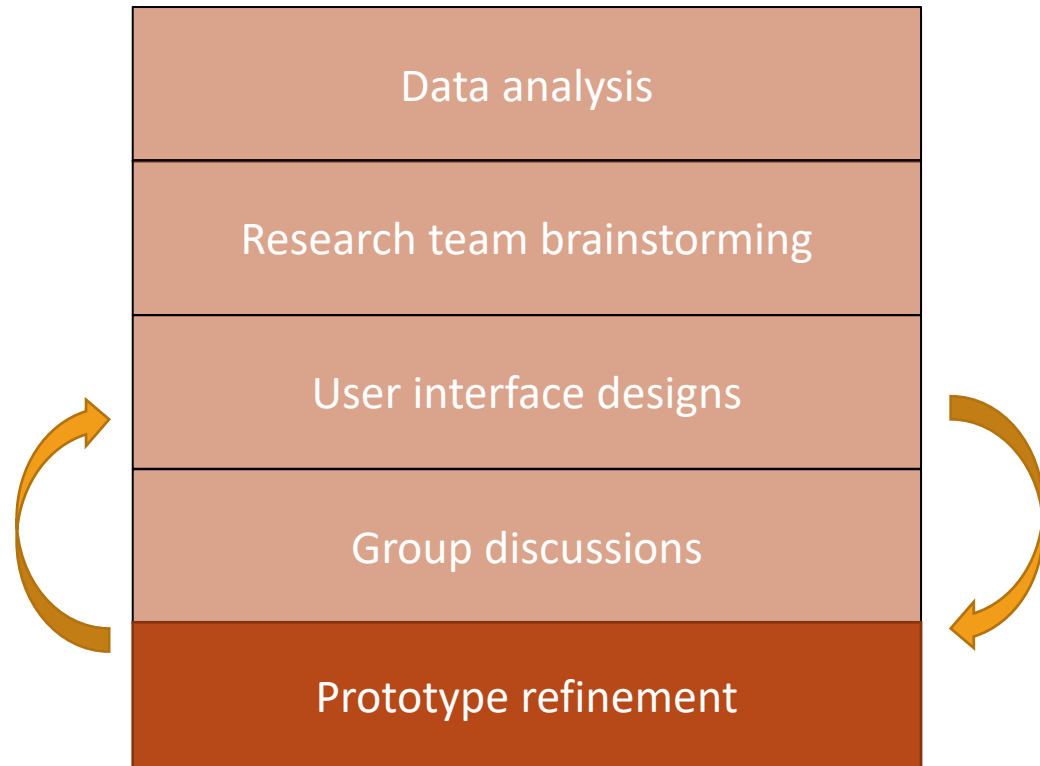 Data analysis
Research team brainstorming
User interface designs
Group discussions
Prototype refinement